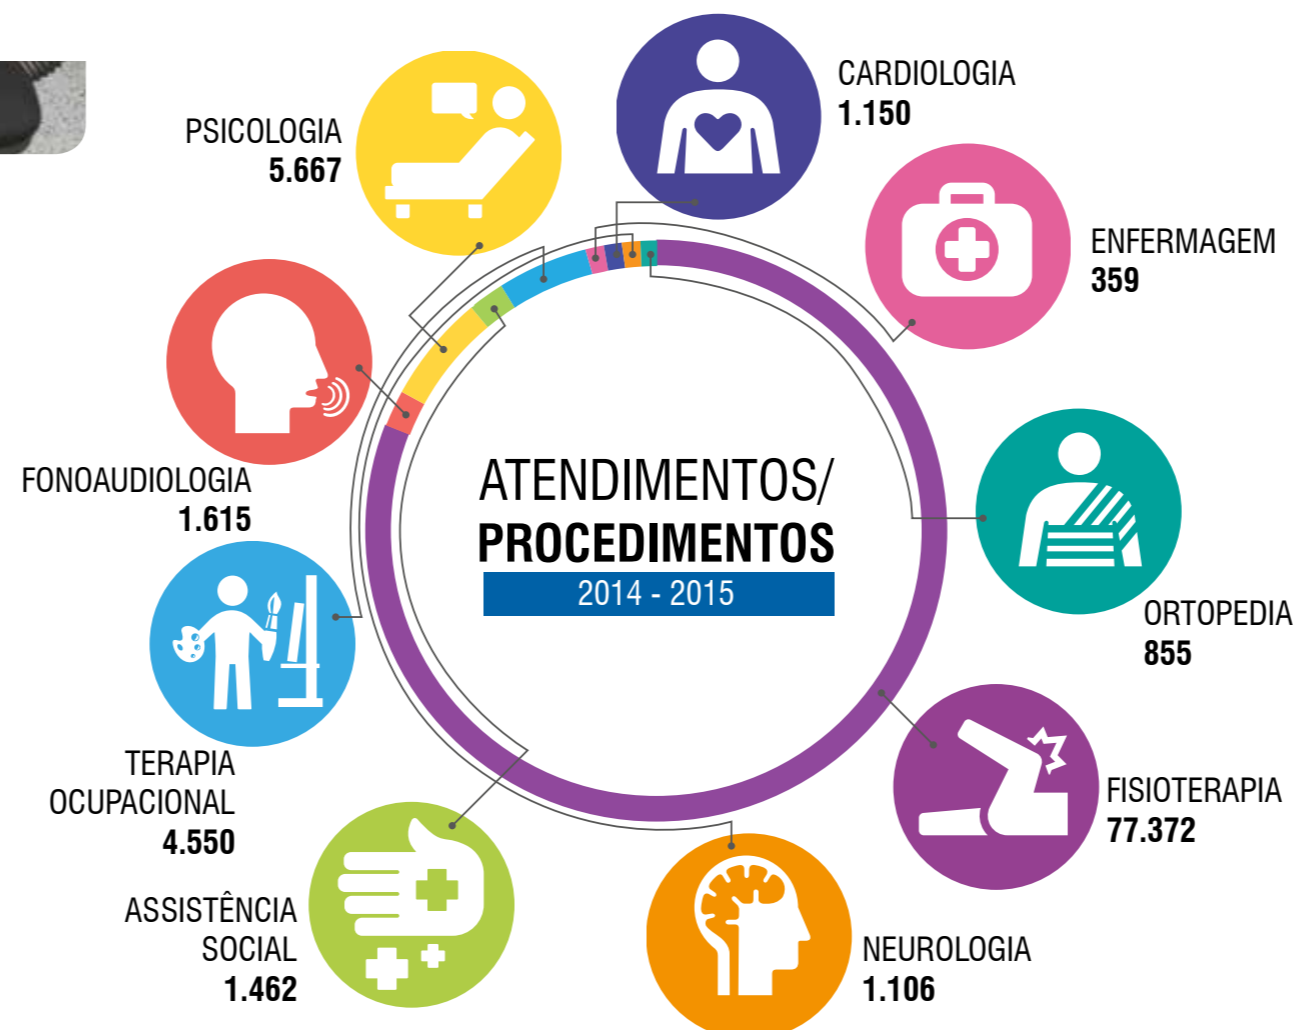 CARDIOLOGIA
1.150
PSICOLOGIA
5.667
ENFERMAGEM
359
FONOAUDIOLOGIA
1.615
ATENDIMENTOS/
PROCEDIMENTOS
2014 - 2015
ORTOPEDIA
855
TERAPIA
OCUPACIONAL
4.550
FISIOTERAPIA
77.372
ASSISTÊNCIA
SOCIAL
1.462
NEUROLOGIA
1.106